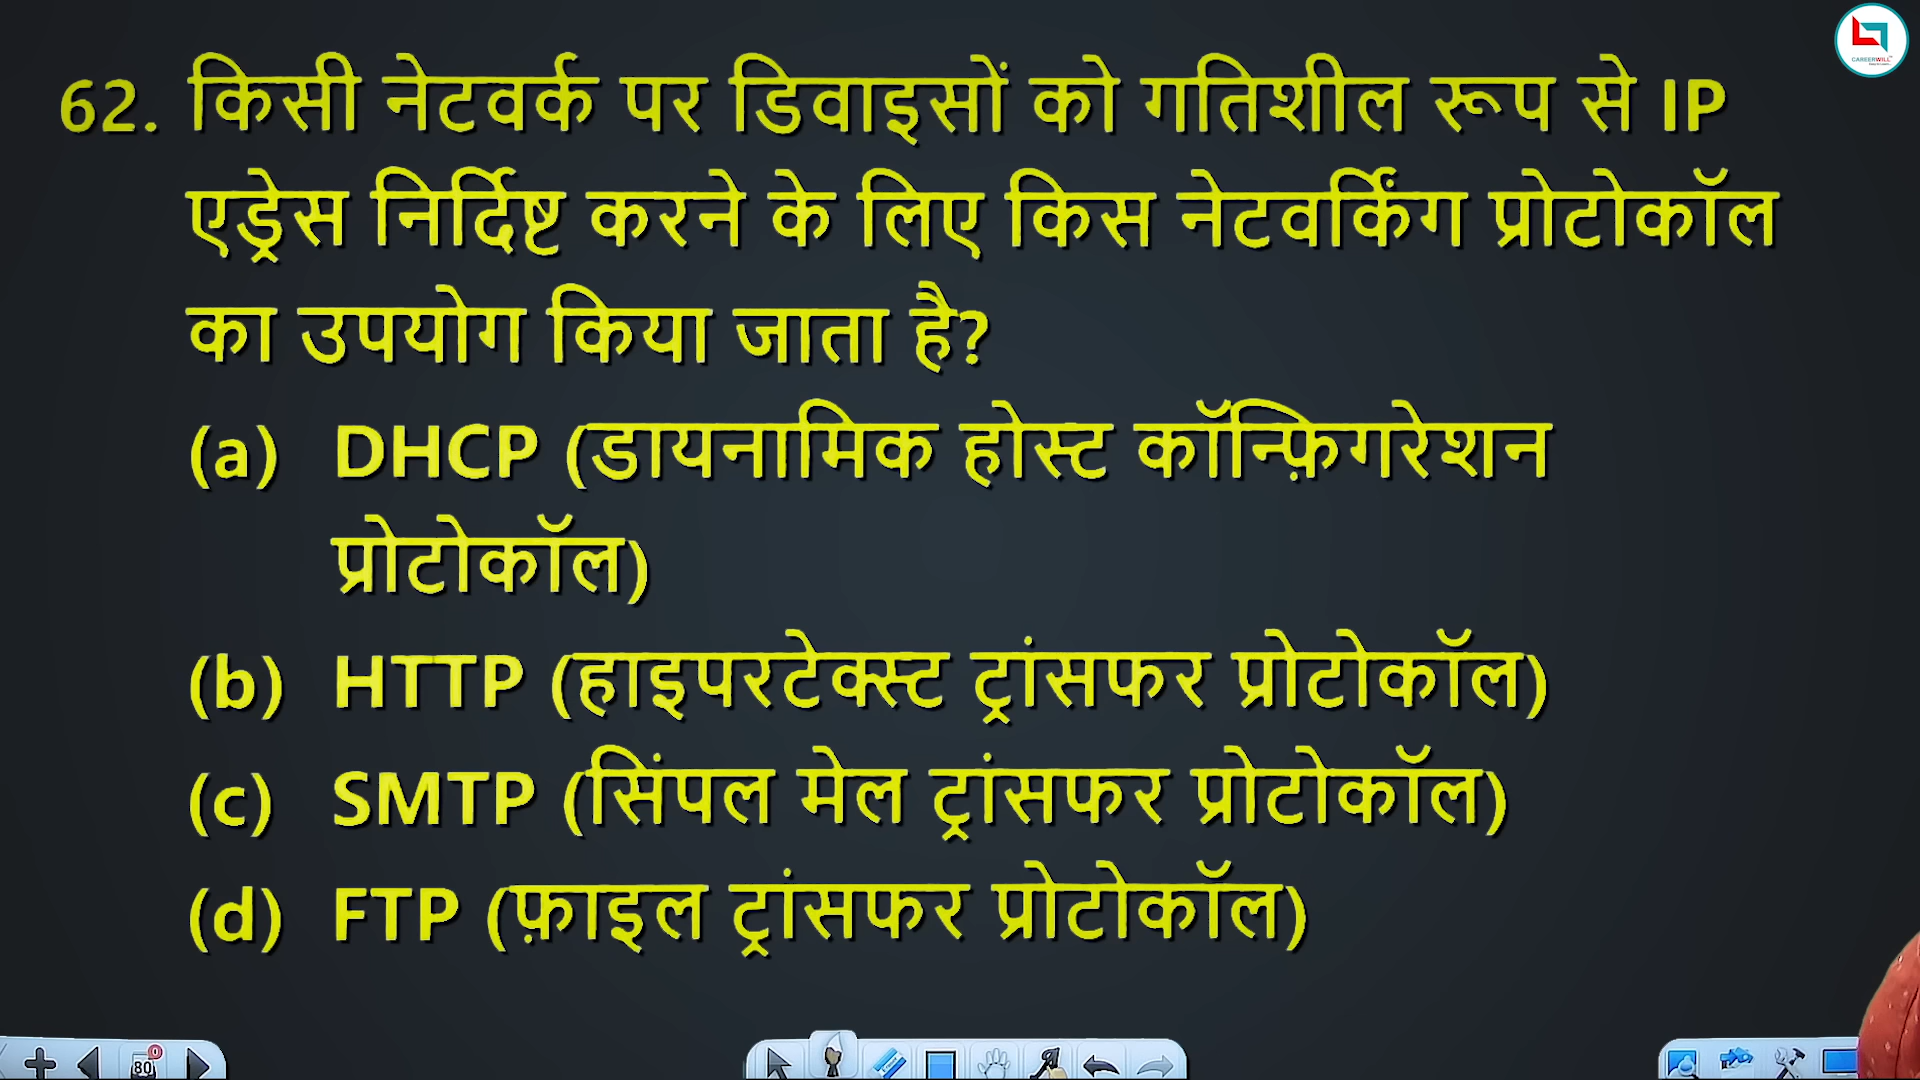 62. किसी नेटवर्क पर डिवाइसों को गतिशील रूप से IP
एड्रेस निर्दिष्ट करने के लिए किस नेटवर्किंग प्रोटोकॉल
का उपयोग किया जाता है?
(a) DHCP (डायनामिक होस्ट कॉन्फ़िगरेशन
प्रोटोकॉल)
(b) HTTP (हाइपरटेक्स्ट ट्रांसफर प्रोटोकॉल)
(c) SMTP (सिंपल मेल ट्रांसफर प्रोटोकॉल)
(d) FTP (फ़ाइल ट्रांसफर प्रोटोकॉल)
CAREERWILL
80